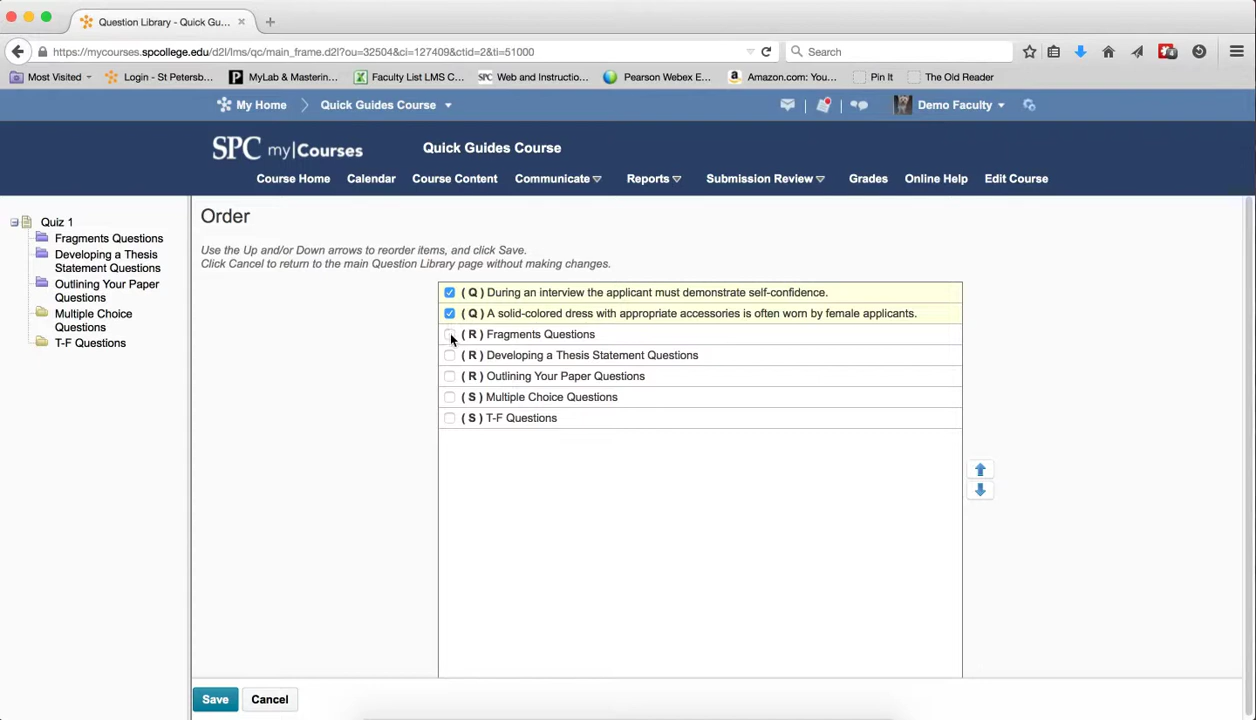 Question Library - Quick Gu...
https://mycourses.spcollege.edu/d2l/lms/qc/main_frame.d2l?ou=32504&ci=127409&ctid=2&ti=51000
Search
Most Visited
Login - St Petersb...
MyLab & Masterin...
Faculty List LMS C...
SPC Web and Instructio...
Pearson Webex E...
Amazon.com: You...
Pin It
The Old Reader
My Home
Quick Guides Course
Demo Faculty
SPC my|Courses
Quick Guides Course
Course Home
Calendar
Course Content
Communicate
Reports
Submission Review
Grades
Online Help
Edit Course
Quiz 1
Fragments Questions
Developing a Thesis
Statement Questions
Outlining Your Paper
Questions
Multiple Choice
Questions
T-F Questions
Order
Use the Up and/or Down arrows to reorder items, and click Save.
Click Cancel to return to the main Question Library page without making changes.
( Q ) During an interview the applicant must demonstrate self-confidence.
( Q ) A solid-colored dress with appropriate accessories is often worn by female applicants.
( R ) Fragments Questions
( R ) Developing a Thesis Statement Questions
( R ) Outlining Your Paper Questions
( S ) Multiple Choice Questions
( S ) T-F Questions
Save
Cancel